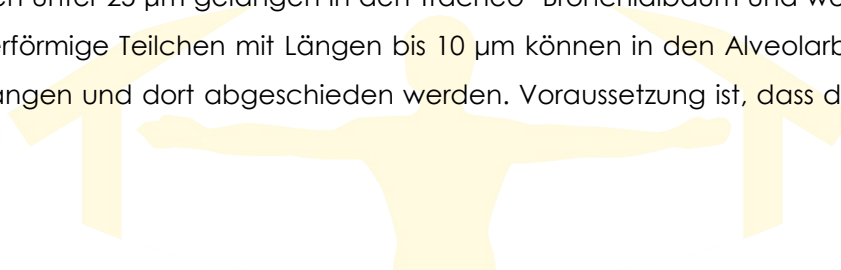 en unter 25 µm gelangen in den Tracheo- Bronchialbaum und we
erförmige Teilchen mit Längen bis 10 µm können in den Alveolarb
angen und dort abgeschieden werden. Voraussetzung ist, dass d